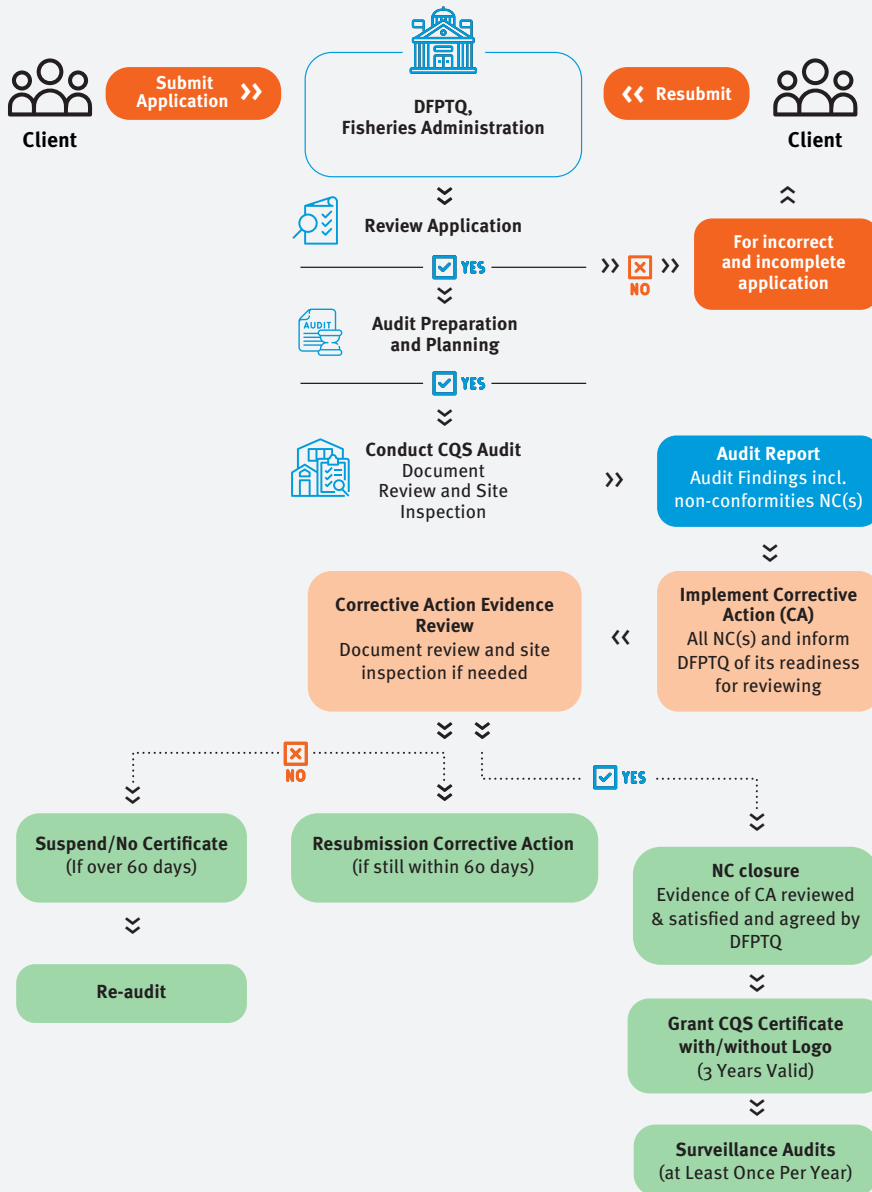 Client
Submit
Application
DFPTQ,
Fisheries Administration
Resubmit
Client
Review Application
YES
NO
For incorrect
and incomplete
application
AUDIT
Audit Preparation
and Planning
YES
Conduct CQS Audit
Document
Review and Site
Inspection
Audit Report
Audit Findings incl.
non-conformities NC(s)
Implement Corrective
Action (CA)
All NC(s) and inform
DFPTQ of its readiness
for reviewing
Corrective Action Evidence
Review
Document review and site
inspection if needed
NO
YES
Suspend/No Certificate
(If over 60 days)
Resubmission Corrective Action
(if still within 60 days)
NC closure
Evidence of CA reviewed
& satisfied and agreed by
DFPTQ
Re-audit
Grant CQS Certificate
with/without Logo
(3 Years Valid)
Surveillance Audits
(at Least Once Per Year)